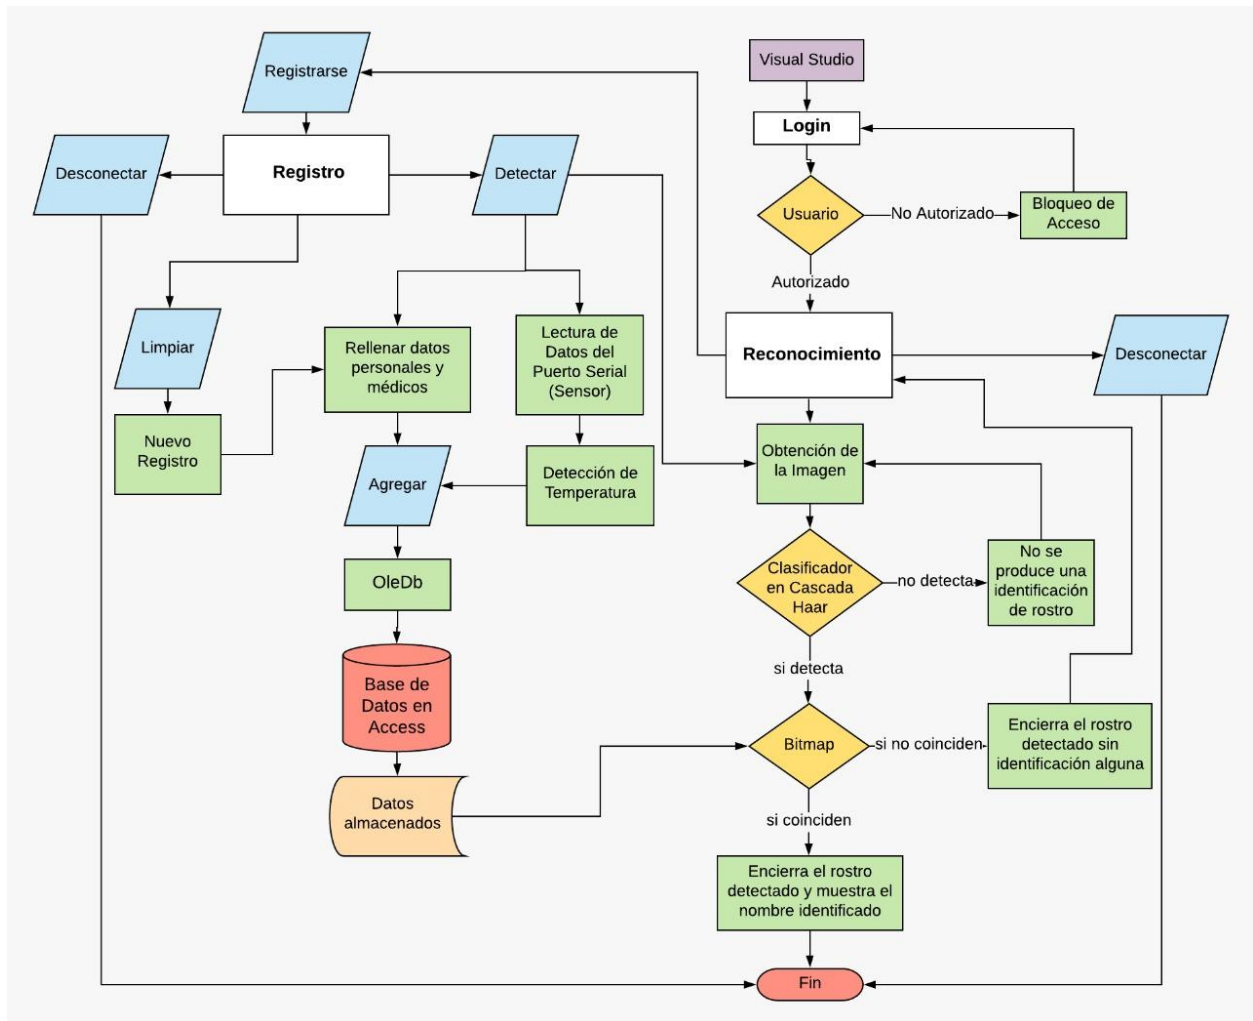 Registrarse
Visual Studio
Login
Desconectar
Registro
Detectar
Usuario
No Autorizado
Bloqueo de
Acceso
Autorizado
Limpiar
Rellenar datos
personales y
médicos
Lectura de
Datos del
Puerto Serial
(Sensor)
Reconocimiento
Desconectar
Nuevo
Registro
Obtención de
la Imagen
Agregar
Detección de
Temperatura
OleDb
Clasificador
en Cascada
Haar
no detecta
No se
produce una
identificación
de rostro
si detecta
Base de
Datos en
Access
Bitmap
si no coinciden
Encierra el rostro
detectado sin
identificación alguna
Datos
almacenados
si coinciden
Encierra el rostro
detectado y muestra el
nombre identificado
Fin